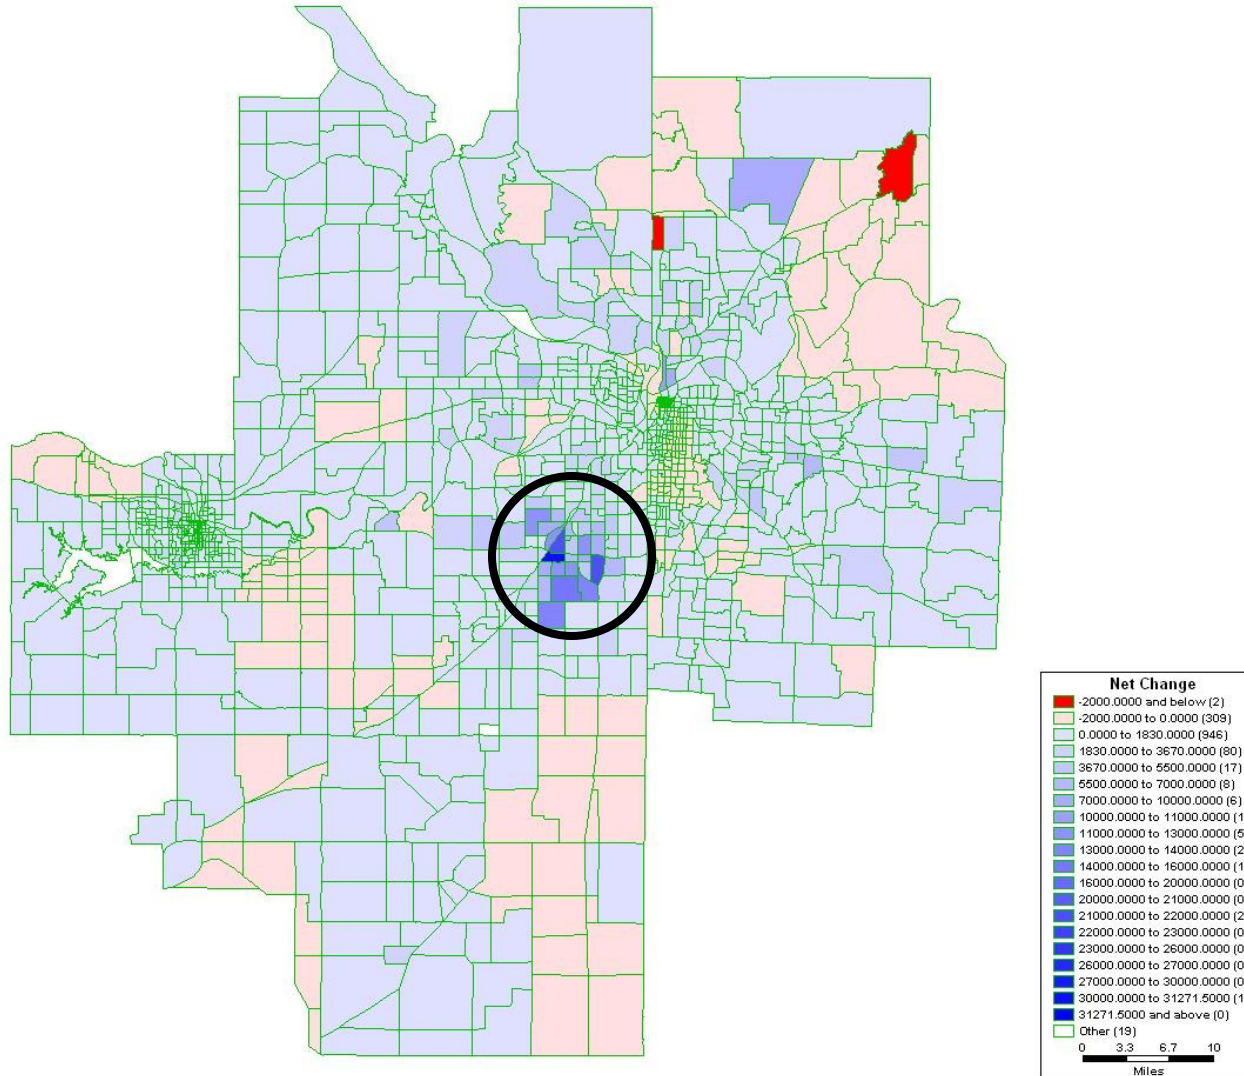 Net Change
-2000.0000 and below (2)
-2000.0000 to 0.0000 (309)
0.0000 to 1830.0000 (946)
1830.0000 to 3670.0000 (80)
3670.0000 to 5500.0000 (17)
5500.0000 to 7000.0000 (8)
7000.0000 to 10000.0000 (6)
10000.0000 to 11000.0000 (1
11000.0000 to 13000.0000 (5
13000.0000 to 14000.0000 (2
14000.0000 to 16000.0000 (1
16000.0000 to 20000.0000 (0
20000.0000 to 21000.0000 (0
21000.0000 to 22000.0000 (2
22000.0000 to 23000.0000 (0
23000.0000 to 26000.0000 (0
26000.0000 to 27000.0000 (0
27000.0000 to 30000.0000 (0
30000.0000 to 31271.5000 (1
31271.5000 and above (0)
Other (19)
0 3.3 6.7 10
Miles